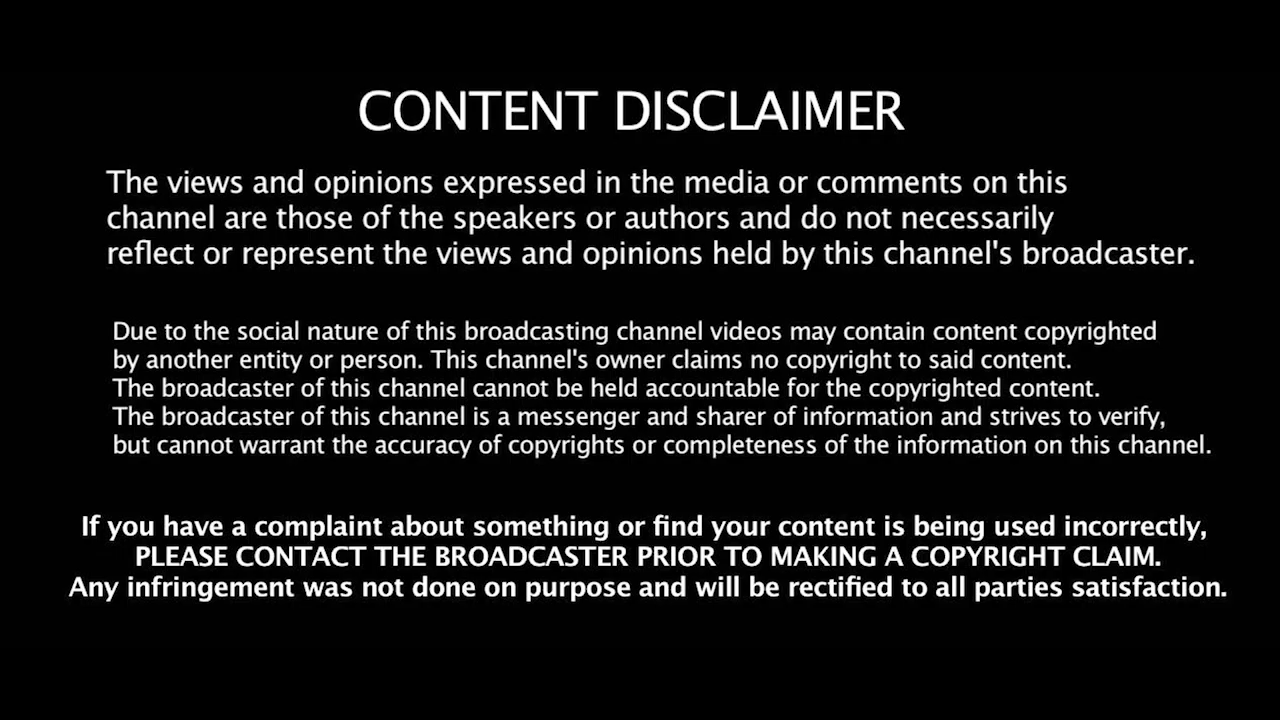 CONTENT DISCLAIMER
The views and opinions expressed in the media or comments on this
channel are those of the speakers or authors and do not necessarily
reflect or represent the views and opinions held by this channel's broadcaster.
Due to the social nature of this broadcasting channel videos may contain content copyrighted
by another entity or person. This channel's owner claims no copyright to said content.
The broadcaster of this channel cannot be held accountable for the copyrighted content.
The broadcaster of this channel is a messenger and sharer of information and strives to verify,
but cannot warrant the accuracy of copyrights or completeness of the information on this channel.
If you have a complaint about something or find your content is being used incorrectly,
PLEASE CONTACT THE BROADCASTER PRIOR TO MAKING A COPYRIGHT CLAIM.
Any infringement was not done on purpose and will be rectified to all parties satisfaction.